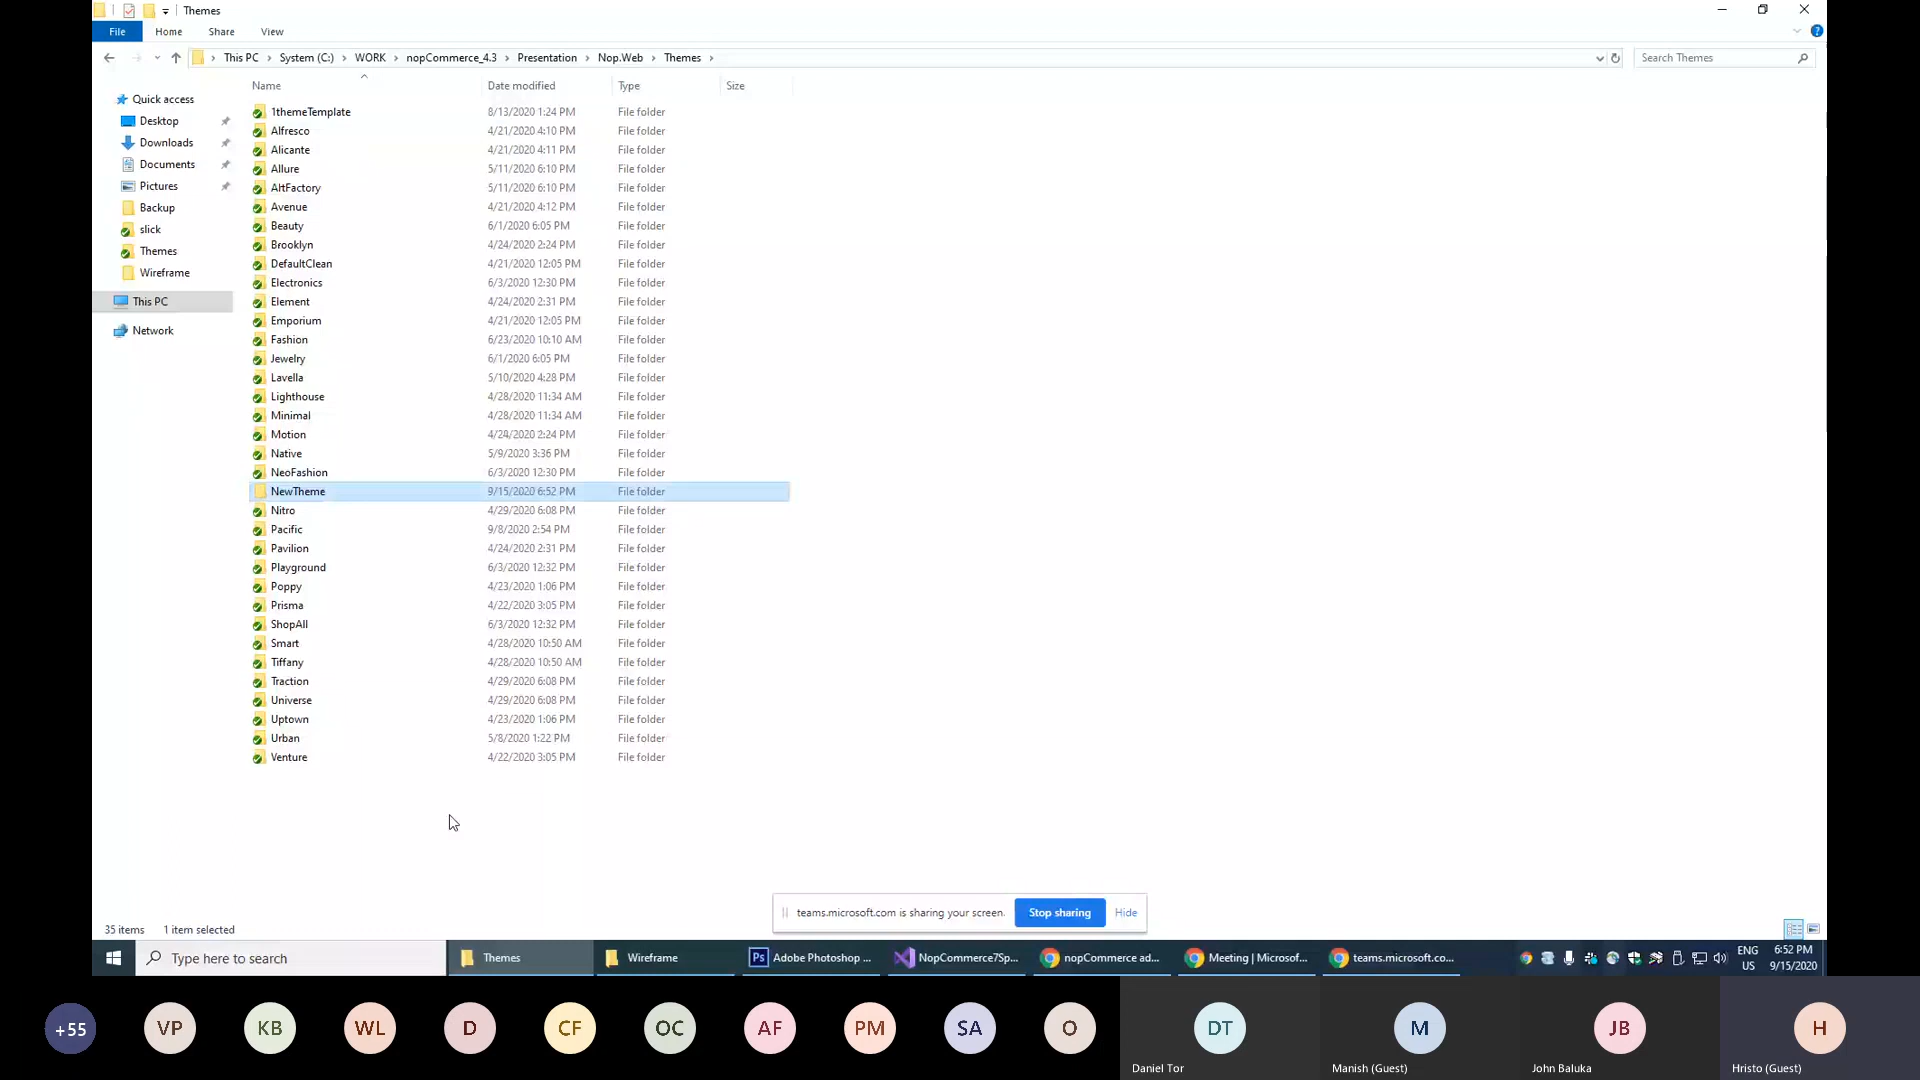 Themes
File Home Share View
This PC System (C:) WORK nopCommerce_4.3 Presentation Nop.Web Themes Search Themes
Name Date modified Type Size
Quick access
Desktop
Downloads
Documents
Pictures
Backup
slick
Themes
Wireframe
This PC
Network
1themeTemplate 8/13/2020 1:24 PM File folder
Alfresco 4/21/2020 4:10 PM File folder
Alicante 4/21/2020 4:11 PM File folder
Allure 5/11/2020 6:10 PM File folder
ArtFactory 5/11/2020 6:10 PM File folder
Avenue 4/21/2020 4:12 PM File folder
Beauty 6/1/2020 6:05 PM File folder
Brooklyn 4/24/2020 2:24 PM File folder
DefaultClean 4/21/2020 12:05 PM File folder
Electronics 6/3/2020 12:30 PM File folder
Element 4/24/2020 2:31 PM File folder
Emporium 4/21/2020 12:05 PM File folder
Fashion 6/23/2020 10:10 AM File folder
Jewelry 6/1/2020 6:05 PM File folder
Lavella 5/10/2020 4:28 PM File folder
Lighthouse 4/28/2020 11:34 AM File folder
Minimal 4/28/2020 11:34 AM File folder
Motion 4/24/2020 2:24 PM File folder
Native 5/9/2020 3:36 PM File folder
NeoFashion 6/3/2020 12:30 PM File folder
NewTheme 9/15/2020 6:52 PM File folder
Nitro 4/29/2020 6:08 PM File folder
Pacific 9/8/2020 2:54 PM File folder
Pavilion 4/24/2020 2:31 PM File folder
Playground 6/3/2020 12:32 PM File folder
Poppy 4/23/2020 1:06 PM File folder
Prisma 4/22/2020 3:05 PM File folder
ShopAll 6/3/2020 12:32 PM File folder
Smart 4/28/2020 10:50 AM File folder
Tiffany 4/28/2020 10:50 AM File folder
Traction 4/29/2020 6:08 PM File folder
Universe 4/29/2020 6:08 PM File folder
Uptown 4/23/2020 1:06 PM File folder
Urban 5/8/2020 1:22 PM File folder
Venture 4/22/2020 3:05 PM File folder
teams.microsoft.com is sharing your screen. Stop sharing Hide
35 items 1 item selected
Type here to search Themes Wireframe Ps Adobe Photoshop ... NopCommerce7Sp... nopCommerce ad... Meeting | Microsof... teams.microsoft.co... ENG 6:52 PM
US 9/15/2020
+55 VP KB WL D CF OC AF PM SA O DT M JB H
Daniel Tor Manish (Guest) John Baluka Hristo (Guest)